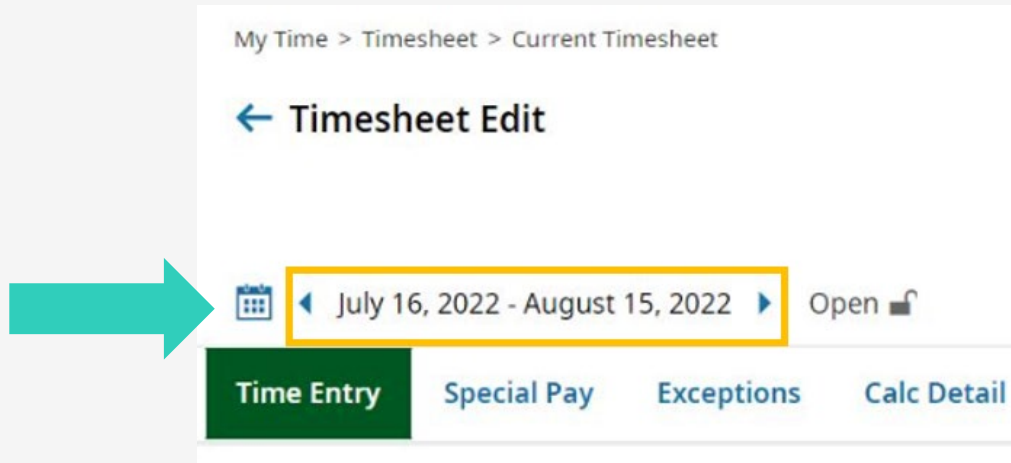 My Time > Timesheet > Current Timesheet
← Timesheet Edit
July 16, 2022 - August 15, 2022 Open
Time Entry Special Pay Exceptions Calc Detail